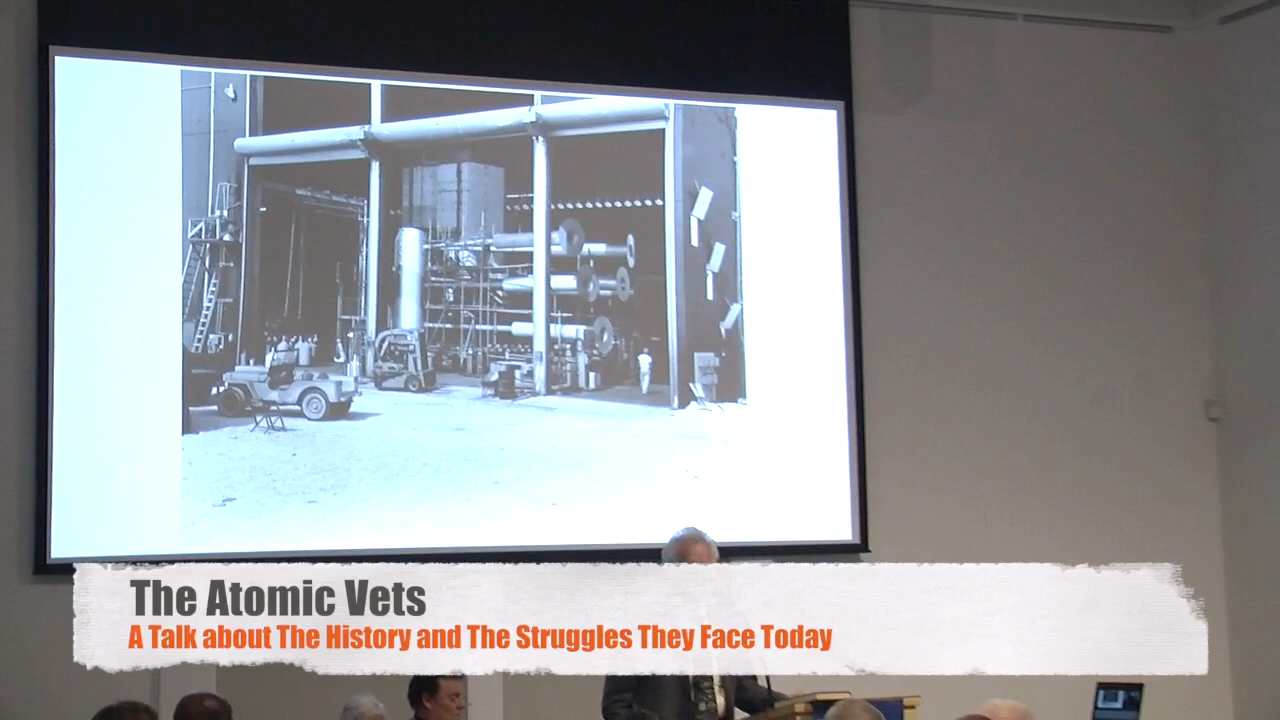 The Atomic Vets
A Talk about The History and The Struggles They Face Today